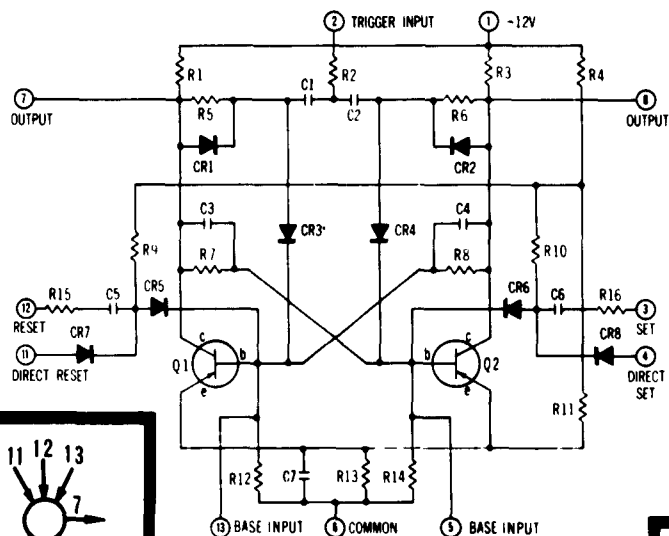 2 TRIGGER INPUT
1 -12V
R1
R2
R3
R4
7
OUTPUT
R5
C1
C2
R6
8
OUTPUT
CR1
CR2
C3
CR3
CR4
C4
R9
R7
R8
R10
R15
C5
CR5
CR6
C6
R16
12
RESET
3
SET
CR7
CR8
11
DIRECT RESET
4
DIRECT
SET
c
b
e
Q1
c
b
e
Q2
R11
R12
C7
R13
R14
11
12
13
7
13 BASE INPUT
6 COMMON
5 BASE INPUT